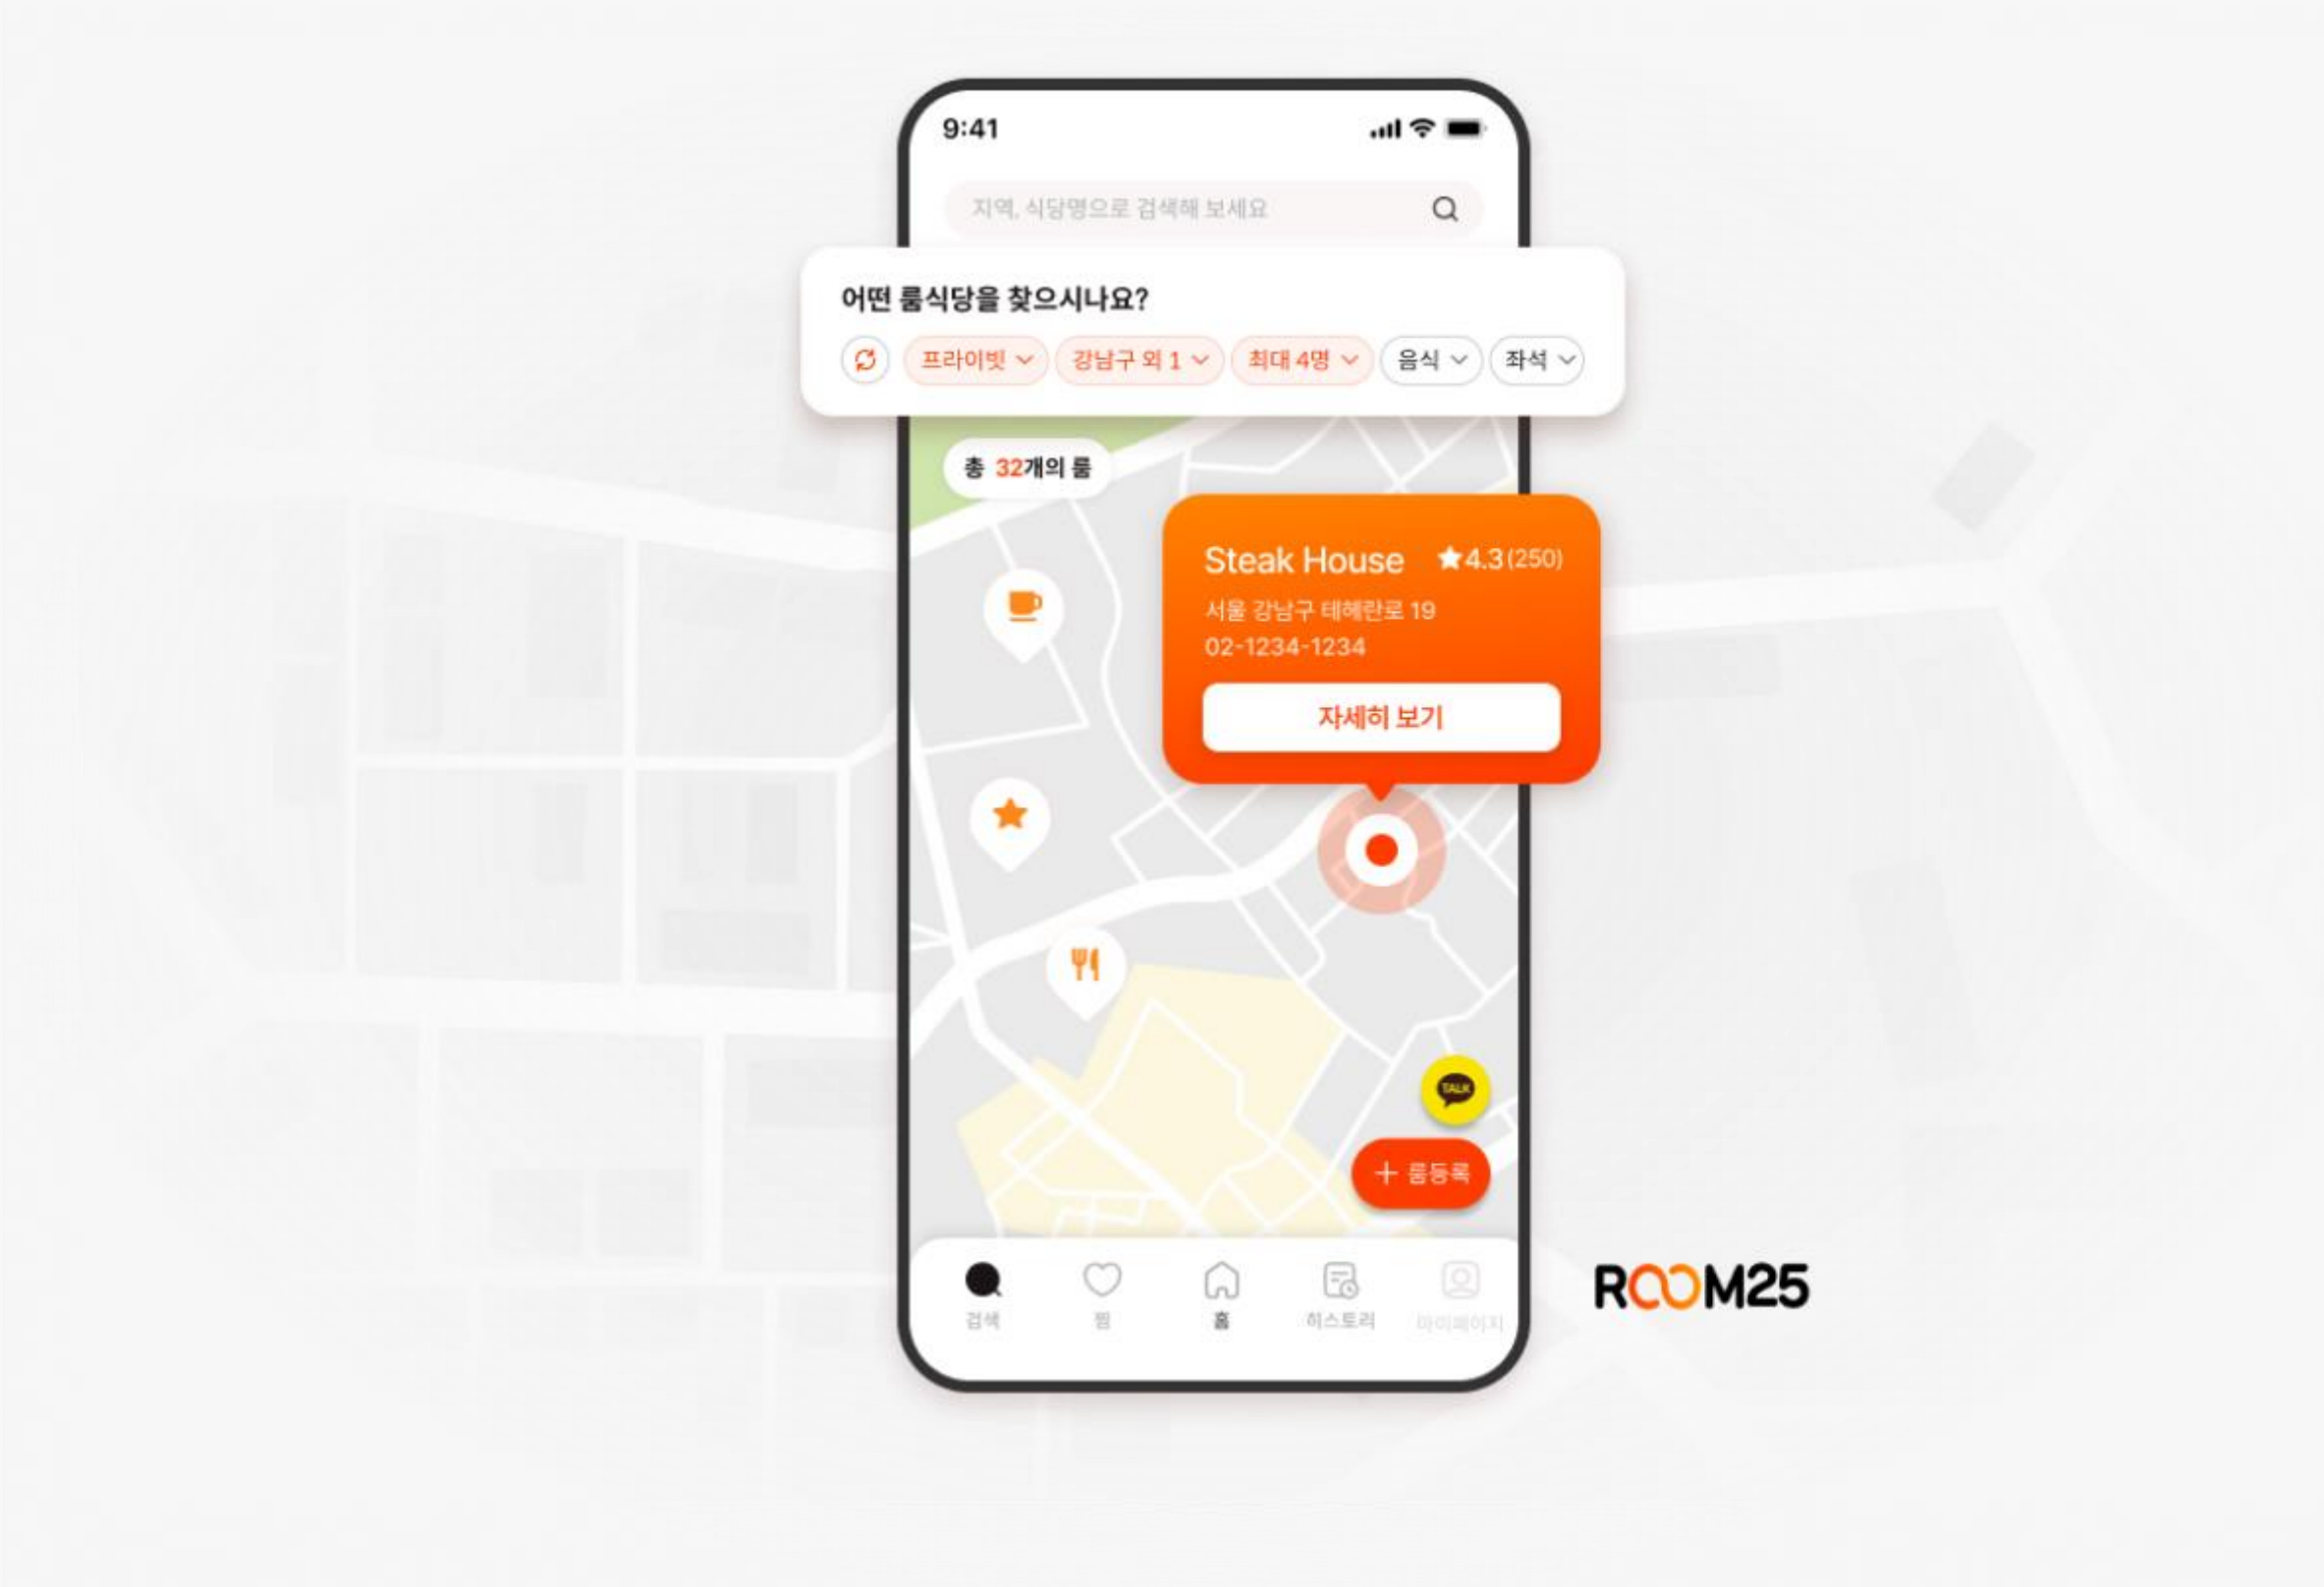 9:41
지역, 식당명으로 검색해 보세요
어떤 룸식당을 찾으시나요?
프라이빗 강남구 외 1 최대 4명 음식 좌석
총 32개의 룸
Steak House 4.3(250)
서울 강남구 테헤란로 19
02-1234-1234
자세히 보기
TALK
+ 룸등록
검색 찜 홈 히스토리 마이페이지
ROOM25